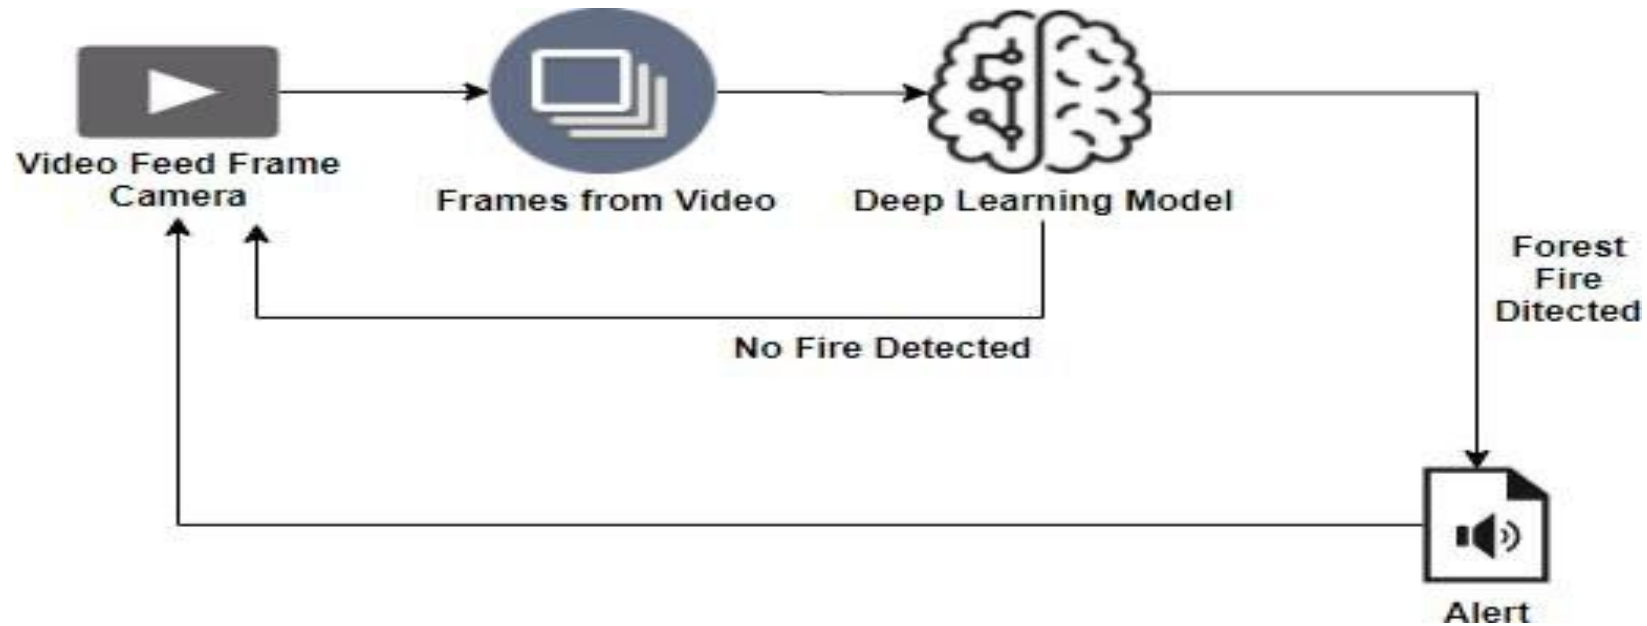 Video Feed Frame
Camera
Frames from Video
Deep Learning Model
Forest
Fire
Ditected
No Fire Detected
Alert